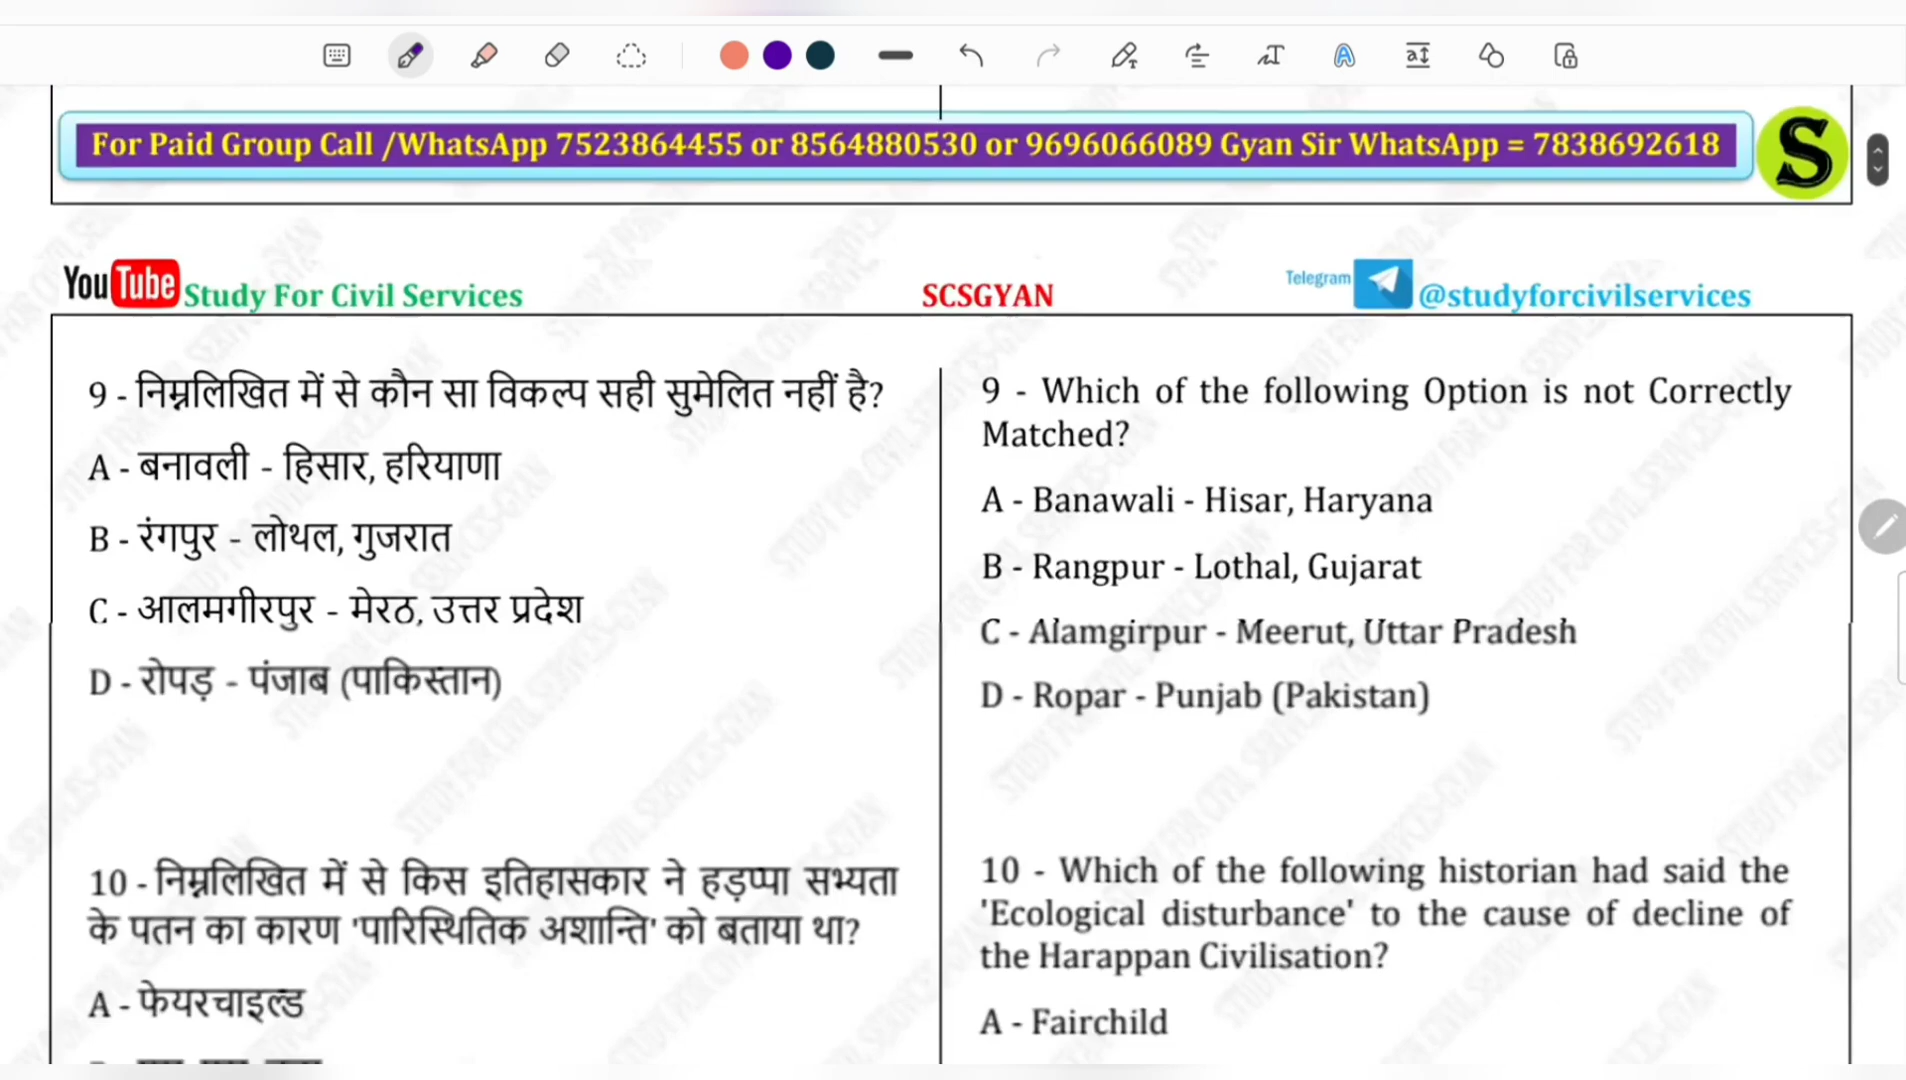 For Paid Group Call /WhatsApp 7523864455 or 8564880530 or 9696066089 Gyan Sir WhatsApp = 7838692618
S
YouTube Study For Civil Services
SCSGYAN
Telegram @studyforcivilservices
9 - निम्नलिखित में से कौन सा विकल्प सही सुमेलित नहीं है?
A - बनावली - हिसार, हरियाणा
B - रंगपुर - लोथल, गुजरात
C - आलमगीरपुर - मेरठ, उत्तर प्रदेश
D - रोपड़ - पंजाब (पाकिस्तान)
10 - निम्नलिखित में से किस इतिहासकार ने हड़प्पा सभ्यता
के पतन का कारण 'पारिस्थितिक अशान्ति' को बताया था?
A - फेयरचाइल्ड
9 - Which of the following Option is not Correctly
Matched?
A - Banawali - Hisar, Haryana
B - Rangpur - Lothal, Gujarat
C - Alamgirpur - Meerut, Uttar Pradesh
D - Ropar - Punjab (Pakistan)
10 - Which of the following historian had said the
'Ecological disturbance' to the cause of decline of
the Harappan Civilisation?
A - Fairchild